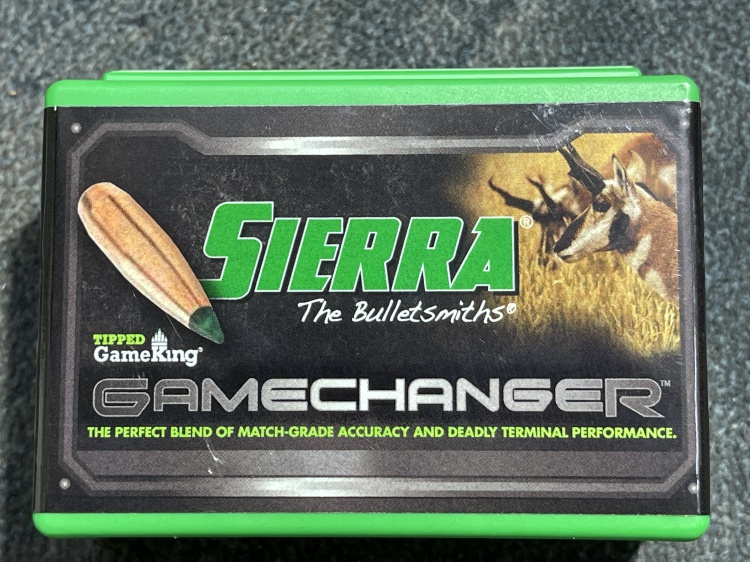 SIERRA®
The Bulletsmiths®
TIPPED
GameKing®
GAMECHANGER™
THE PERFECT BLEND OF MATCH-GRADE ACCURACY AND DEADLY TERMINAL PERFORMANCE.